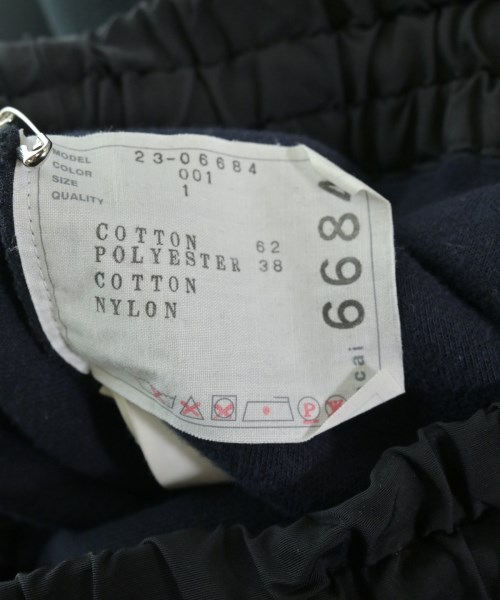 MODEL 23-06684
COLOR 001
SIZE 1
QUALITY
COTTON 62
POLYESTER 38
COTTON
NYLON
6684
cai
P